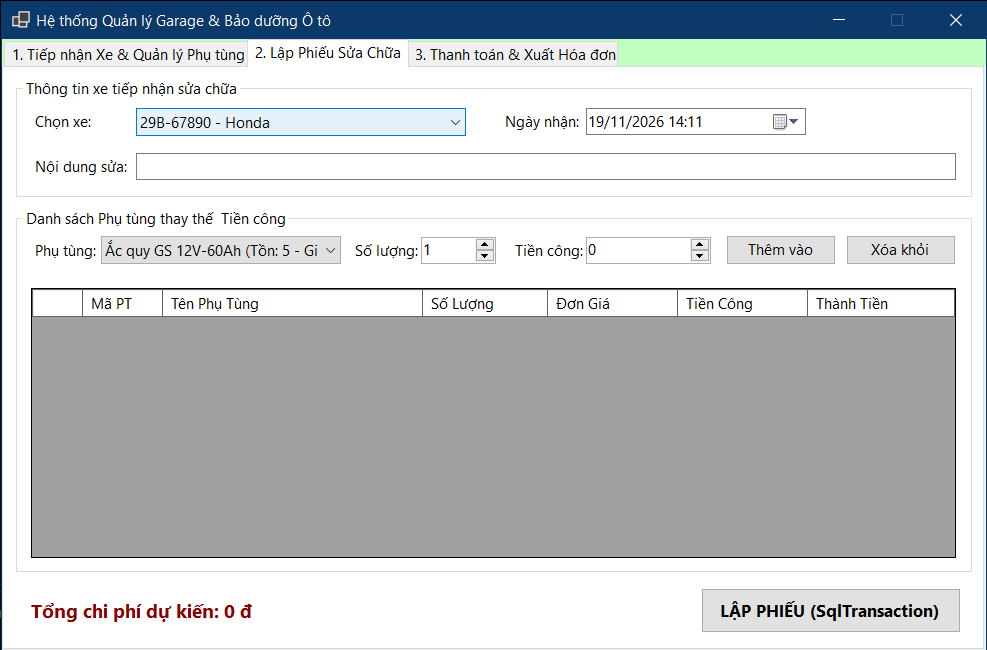 Hệ thống Quản lý Garage & Bảo dưỡng Ô tô
1. Tiếp nhận Xe & Quản lý Phụ tùng 2. Lập Phiếu Sửa Chữa 3. Thanh toán & Xuất Hóa đơn
Thông tin xe tiếp nhận sửa chữa
Chọn xe: 29B-67890 - Honda Ngày nhận: 19/11/2026 14:11
Nội dung sửa:
Danh sách Phụ tùng thay thế Tiền công
Phụ tùng: Ắc quy GS 12V-60Ah (Tồn: 5 - Gi Số lượng: 1 Tiền công: 0 Thêm vào Xóa khỏi
Mã PT Tên Phụ Tùng Số Lượng Đơn Giá Tiền Công Thành Tiền
Tổng chi phí dự kiến: 0 đ LẬP PHIẾU (SqlTransaction)